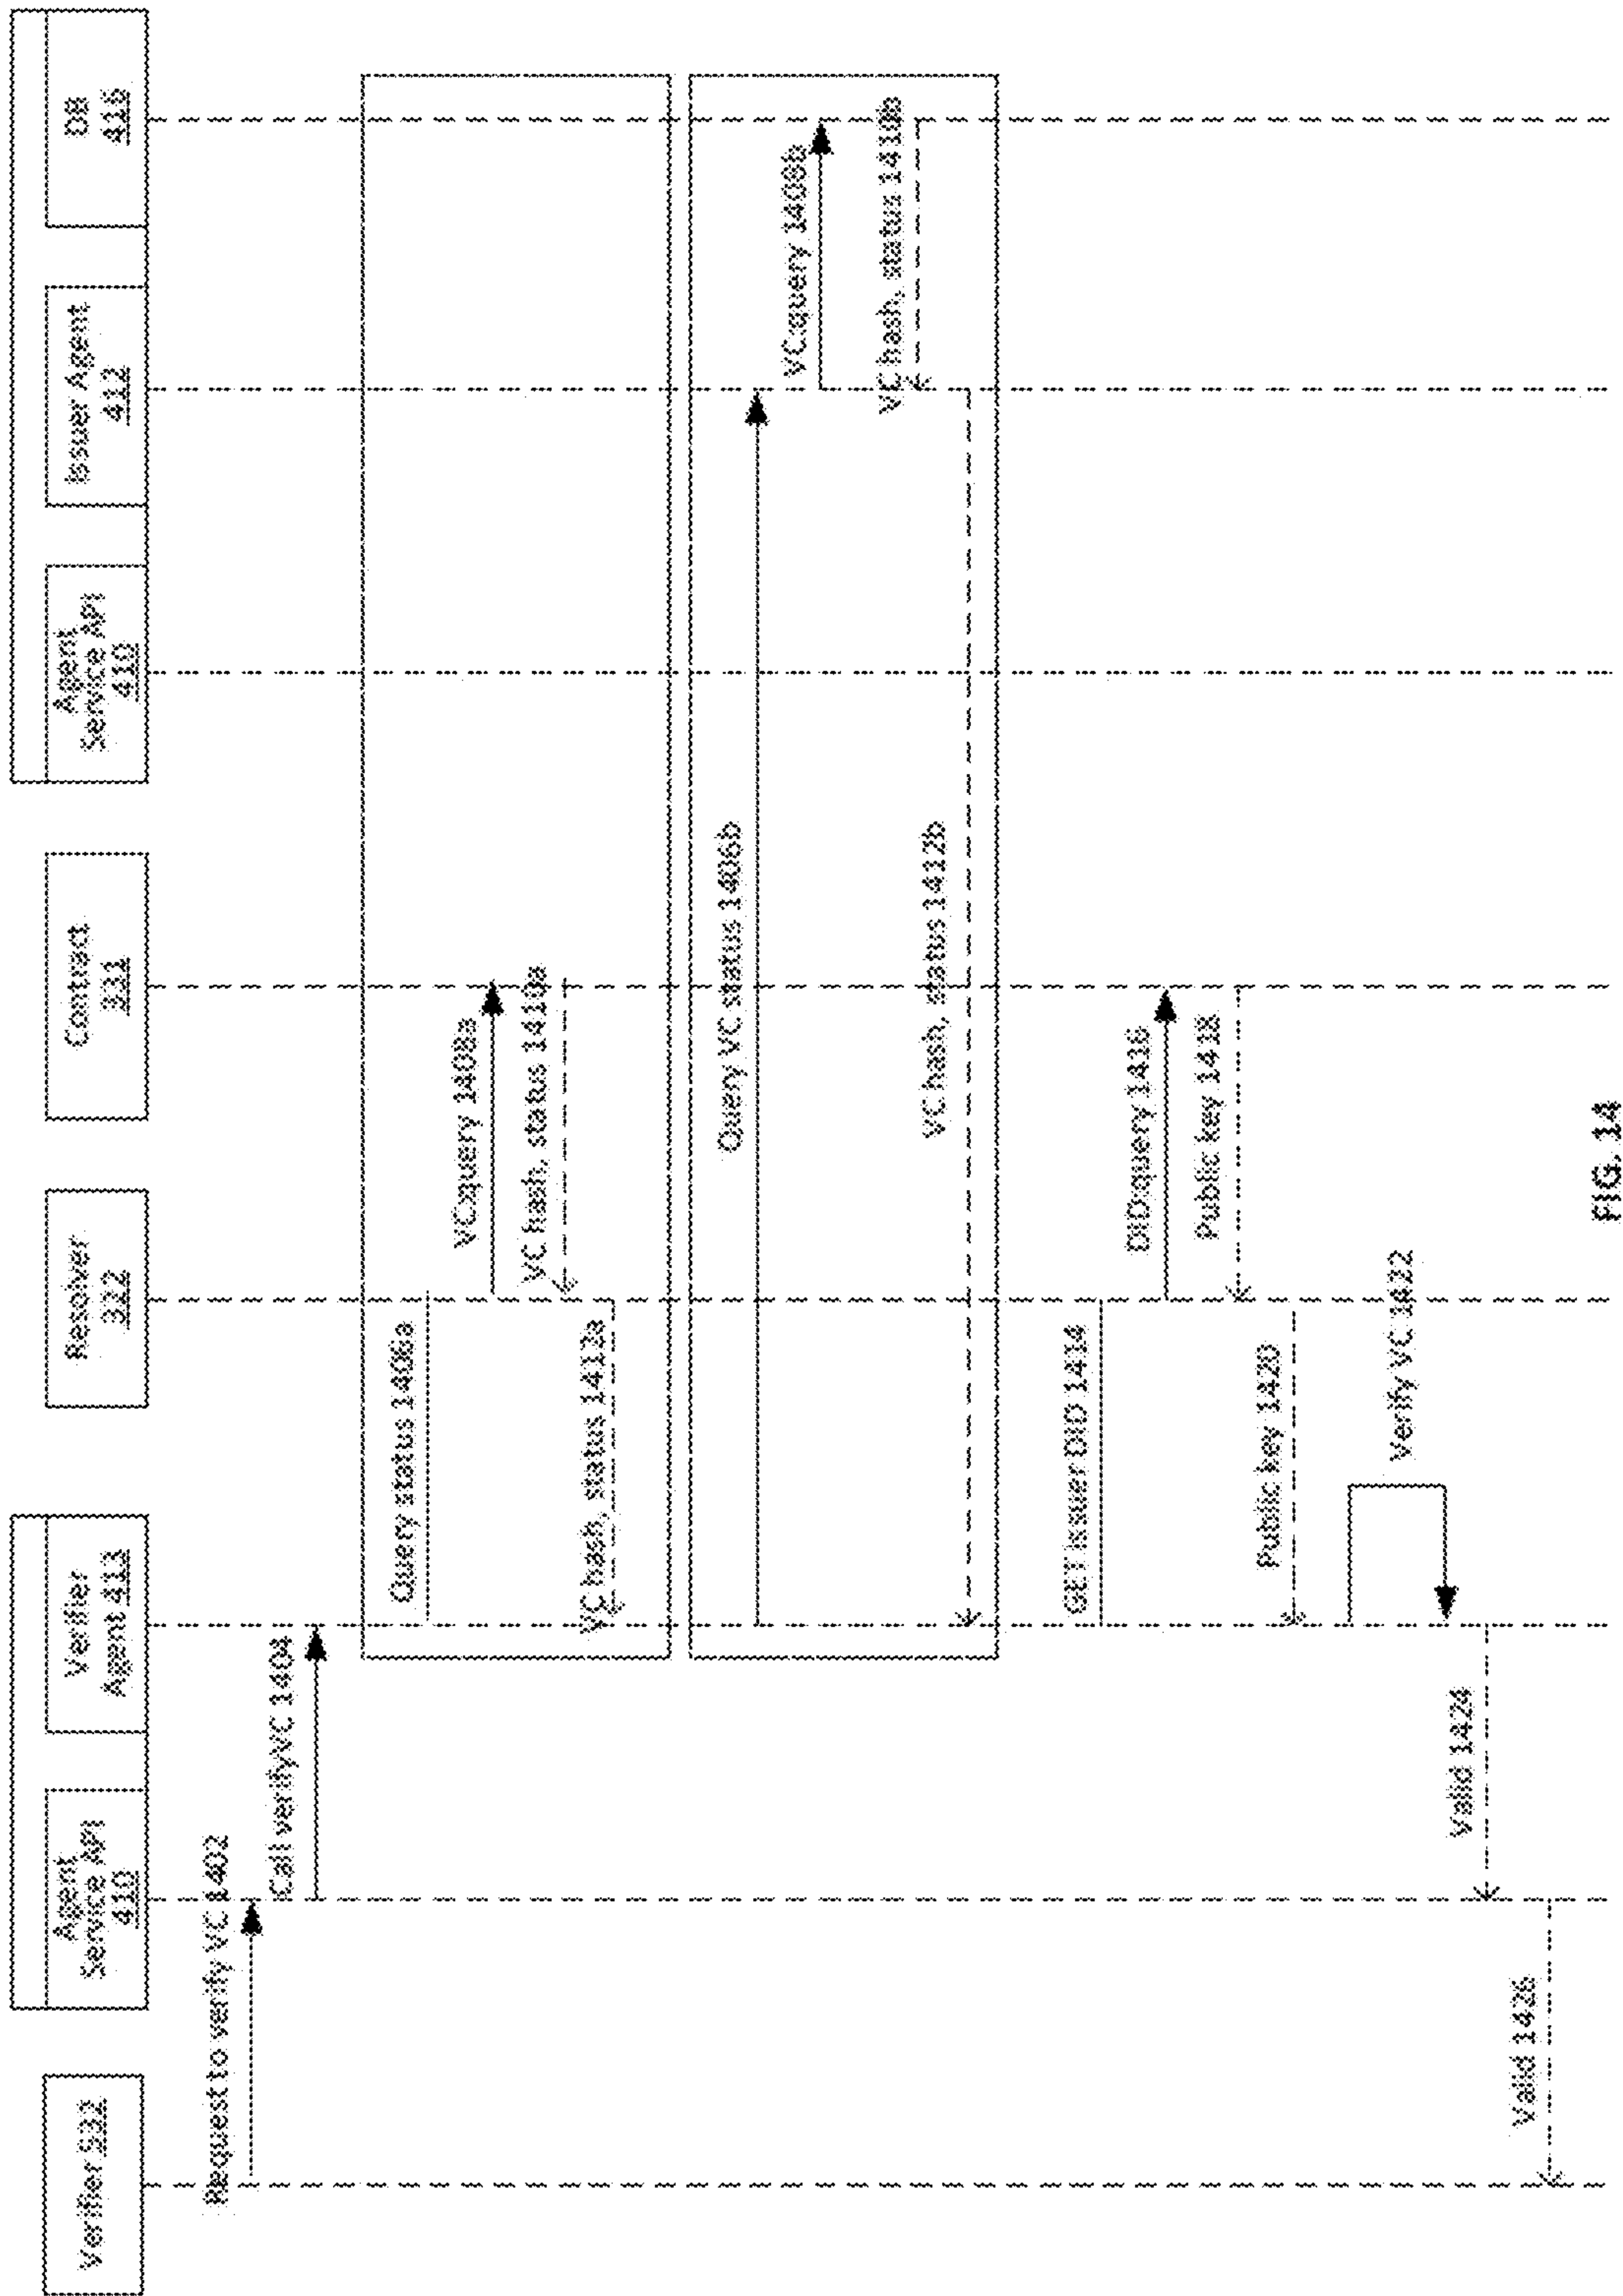 Verifier 532
Agent
Service API
410
Verifier
Agent 413
Resolver
322
Contract
331
Agent
Service API
410
Issuer Agent
412
DB
416
Request to verify VC 1402
Call verifyVC 1404
Query status 1406a
VC:query 1408a
VC hash, status 1410a
VC hash, status 1412a
Query VC status 1406b
VC:query 1408b
VC hash, status 1410b
VC hash, status 1412b
GET issuer DID 1414
DID:query 1416
Public key 1418
Public key 1420
Verify VC 1422
Valid 1424
Valid 1426
FIG. 14